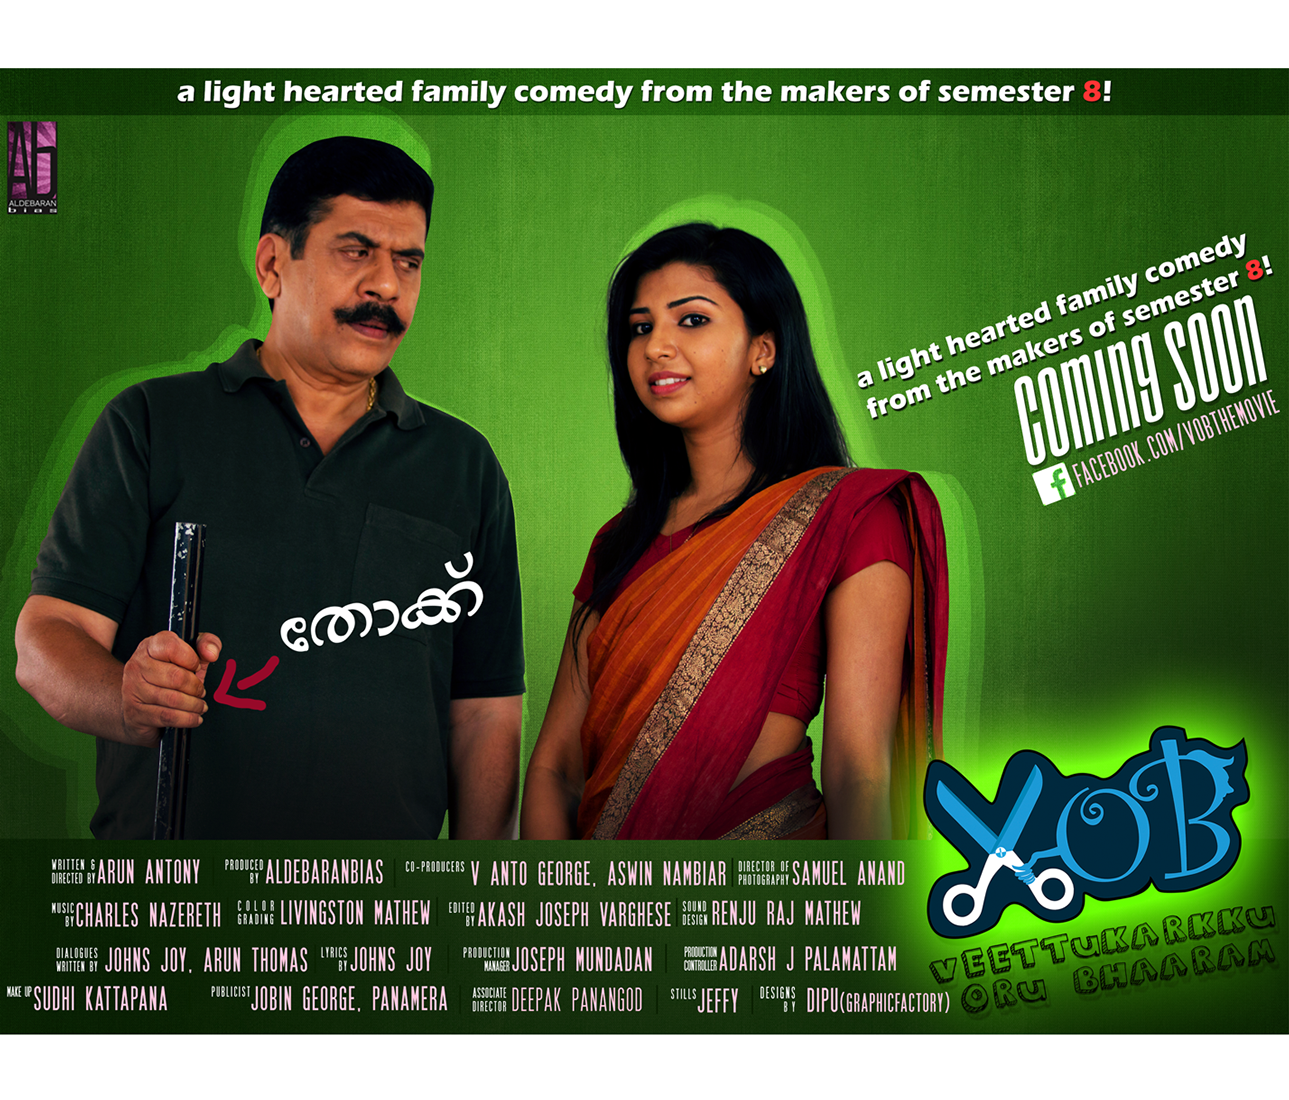 a light hearted family comedy from the makers of semester 8!
Ab
ALDEBARAN
bias
a light hearted family comedy
from the makers of semester 8!
coming soon
f FACEBOOK.COM/VOBTHEMOVIE
തോക്ക്
VOB
VEETTUKARKKU
ORU BHAARAM
WRITTEN & DIRECTED BY ARUN ANTONY PRODUCED BY ALDEBARANBIAS CO-PRODUCERS V ANTO GEORGE, ASWIN NAMBIAR DIRECTOR OF PHOTOGRAPHY SAMUEL ANAND
MUSIC BY CHARLES NAZERETH COLOR GRADING LIVINGSTON MATHEW EDITED BY AKASH JOSEPH VARGHESE SOUND DESIGN RENJU RAJ MATHEW
DIALOGUES WRITTEN BY JOHNS JOY, ARUN THOMAS LYRICS BY JOHNS JOY PRODUCTION MANAGER JOSEPH MUNDADAN PRODUCTION CONTROLLER ADARSH J PALAMATTAM
MAKE UP SUDHI KATTAPANA PUBLICIST JOBIN GEORGE, PANAMERA ASSOCIATE DIRECTOR DEEPAK PANANGOD STILLS JEFFY DESIGNS BY DIPU(GRAPHICFACTORY)